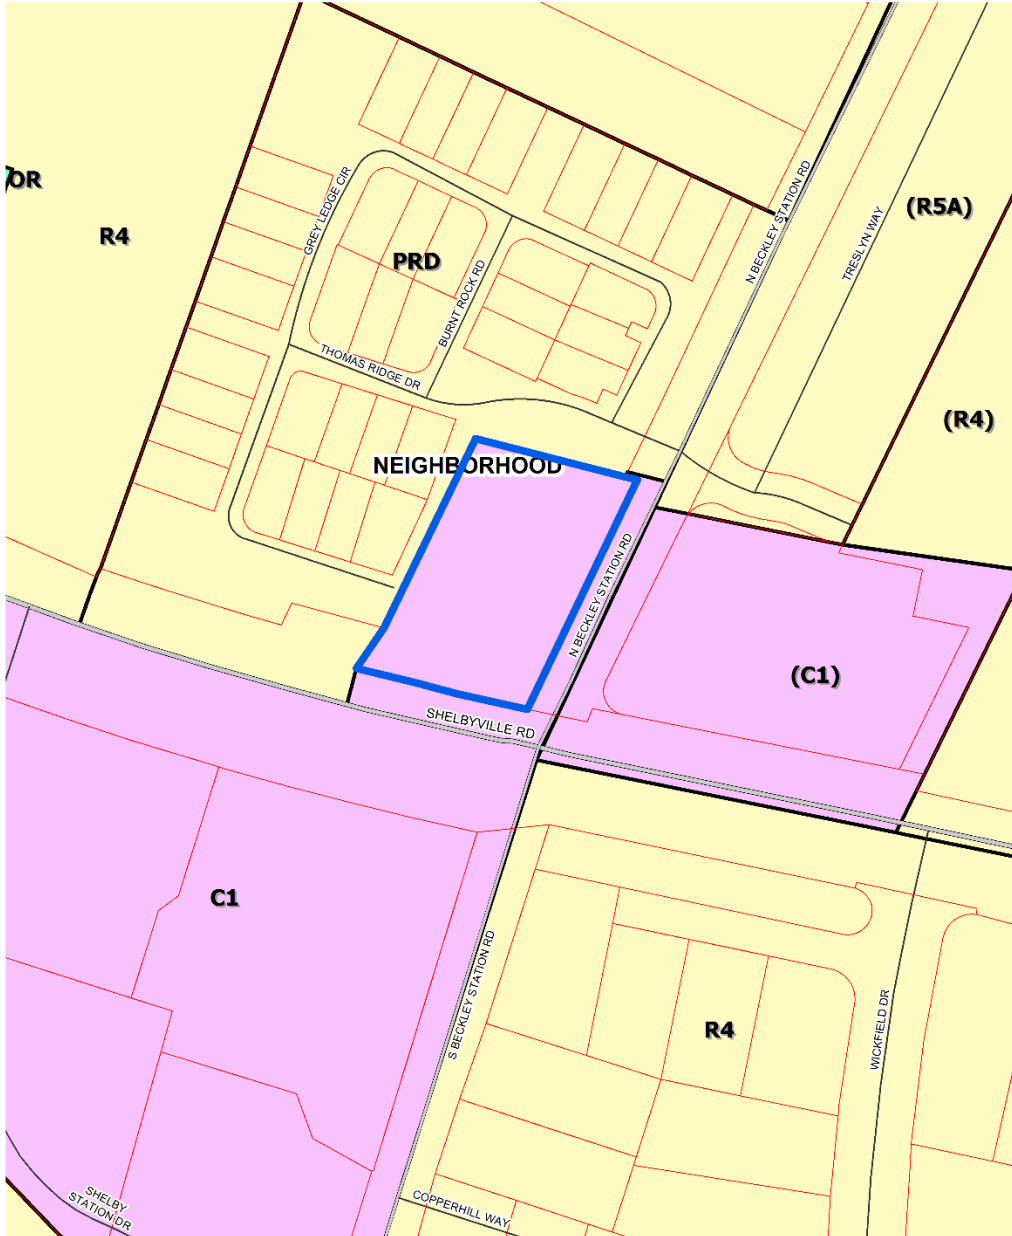 OR
R4
GREY LEDGE CIR
PRD
BURNT ROCK RD
THOMAS RIDGE DR
N BECKLEY STATION RD
TRESLYN WAY
(R5A)
(R4)
NEIGHBORHOOD
N BECKLEY STATION RD
(C1)
SHELBYVILLE RD
C1
S BECKLEY STATION RD
R4
WICKFIELD DR
SHELBY
STATION DR
COPPERHILL WAY